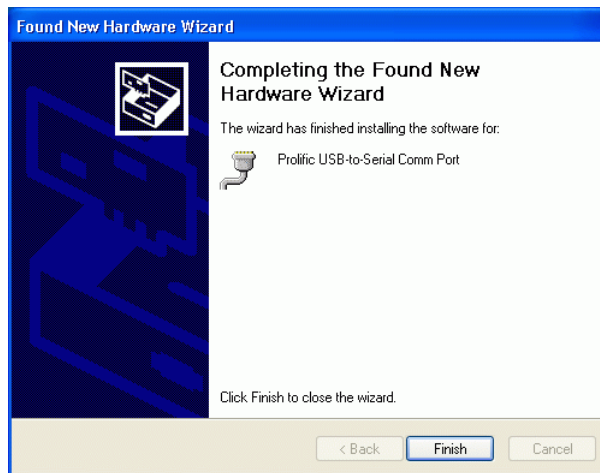 Found New Hardware Wizard
Completing the Found New
Hardware Wizard
The wizard has finished installing the software for:
Prolific USB-to-Serial Comm Port
Click Finish to close the wizard.
< Back
Finish
Cancel